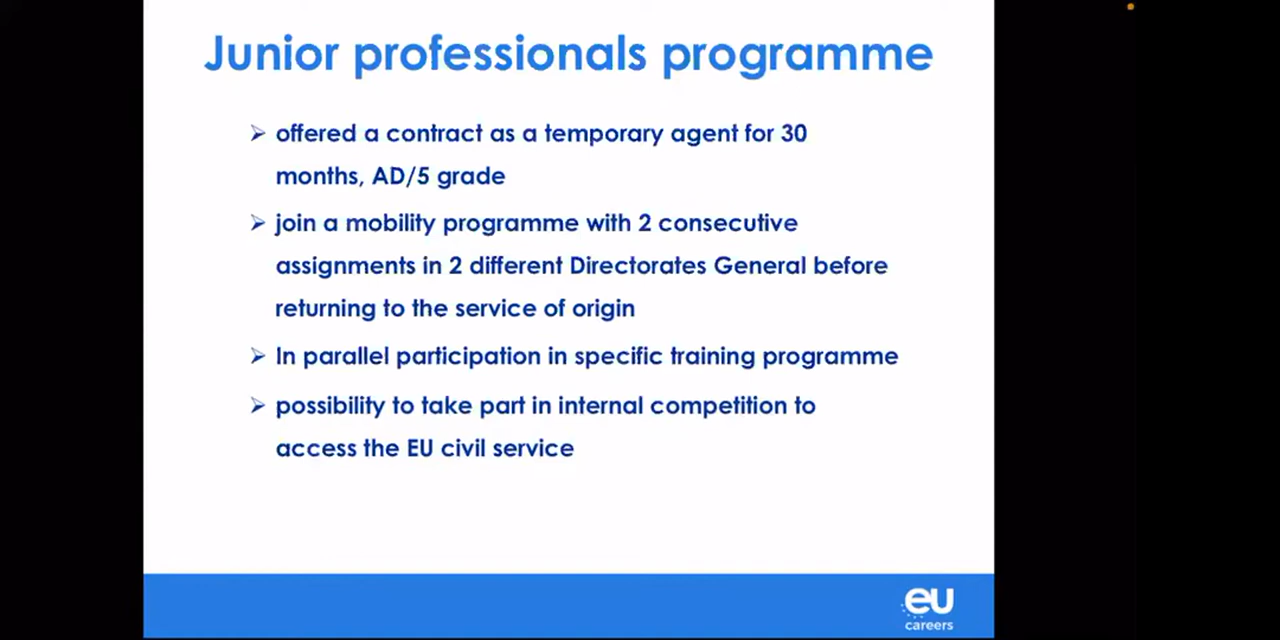 Junior professionals programme
➢ offered a contract as a temporary agent for 30
months, AD/5 grade
➢ join a mobility programme with 2 consecutive
assignments in 2 different Directorates General before
returning to the service of origin
➢ In parallel participation in specific training programme
➢ possibility to take part in internal competition to
access the EU civil service
eu
careers